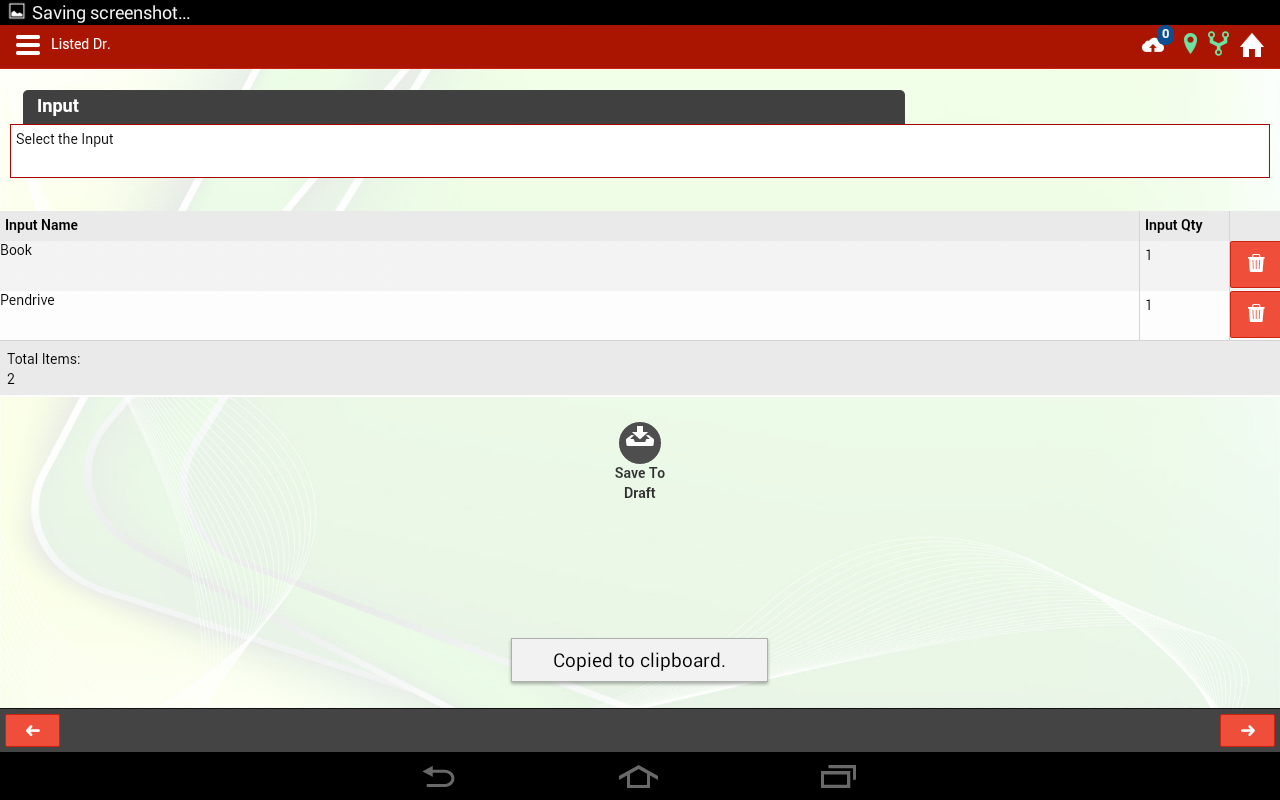 Saving screenshot...
Listed Dr.
0
Input
Select the Input
Input Name Input Qty
Book 1
Pendrive 1
Total Items:
2
Save To
Draft
Copied to clipboard.